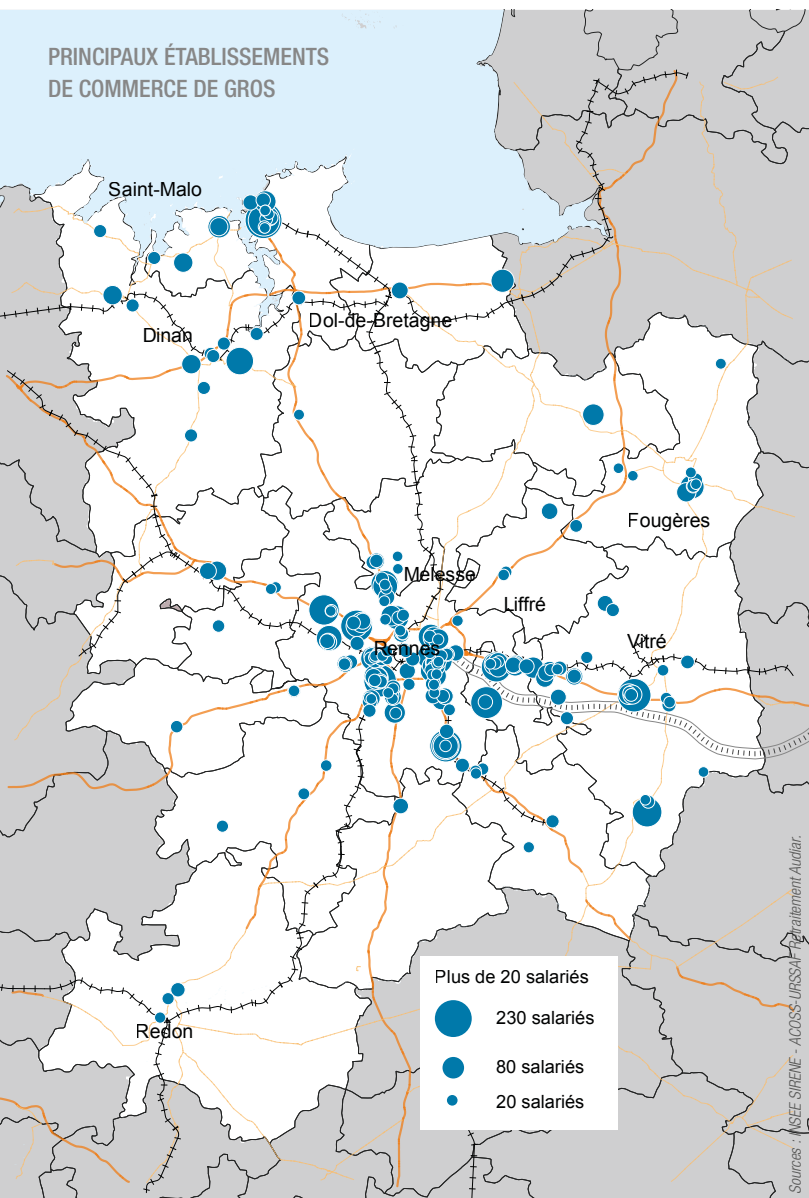 PRINCIPAUX ÉTABLISSEMENTS
DE COMMERCE DE GROS
Saint-Malo
Dol-de-Bretagne
Dinan
Fougères
Melesse
Liffré
Vitré
Rennes
Redon
Plus de 20 salariés
230 salariés
80 salariés
20 salariés
Sources : INSEE SIRENE - ACOSS-URSSAF Retraitement Audiar.